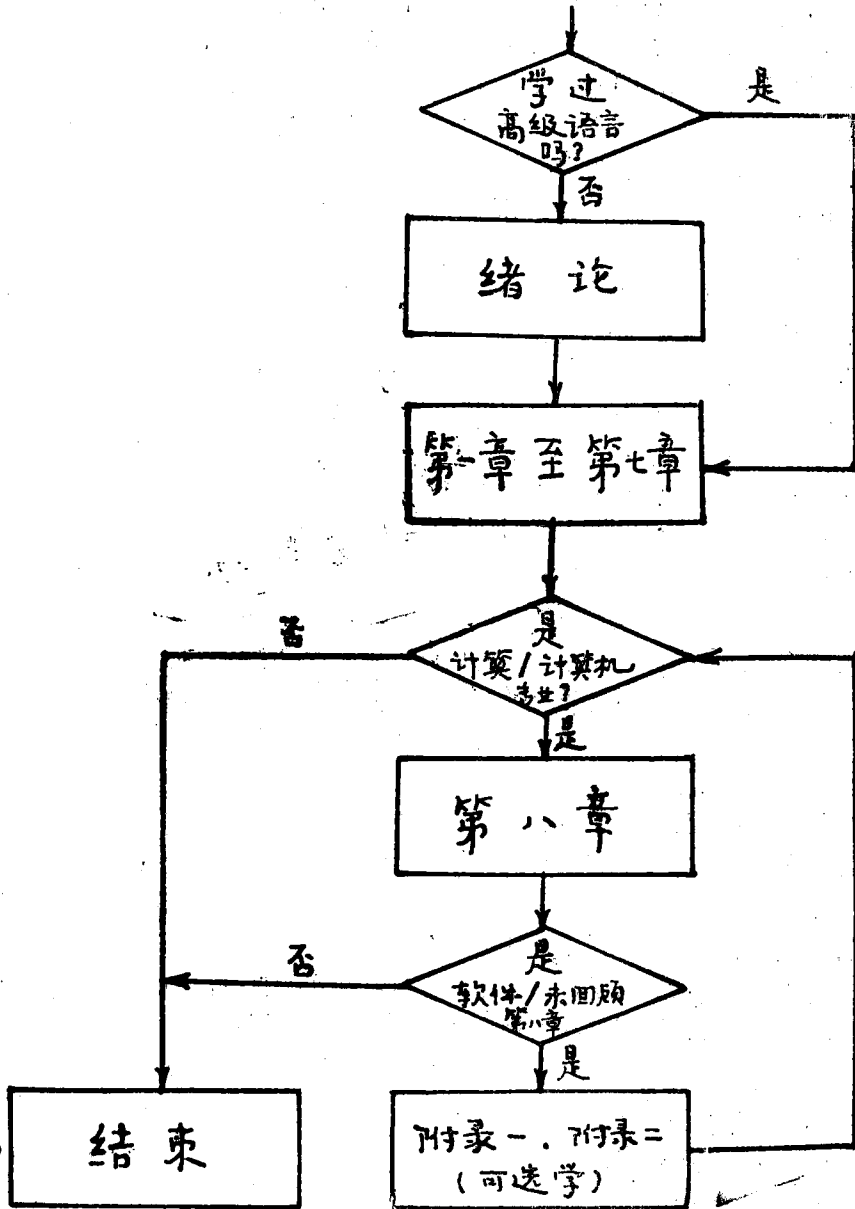 学过
高级语言
吗?
是
否
绪论
第一章至第七章
否
是
计算/计算机
专业?
是
第八章
否
是
软件/未回顾
第八章
是
结束
附录一.附录二
(可选学)